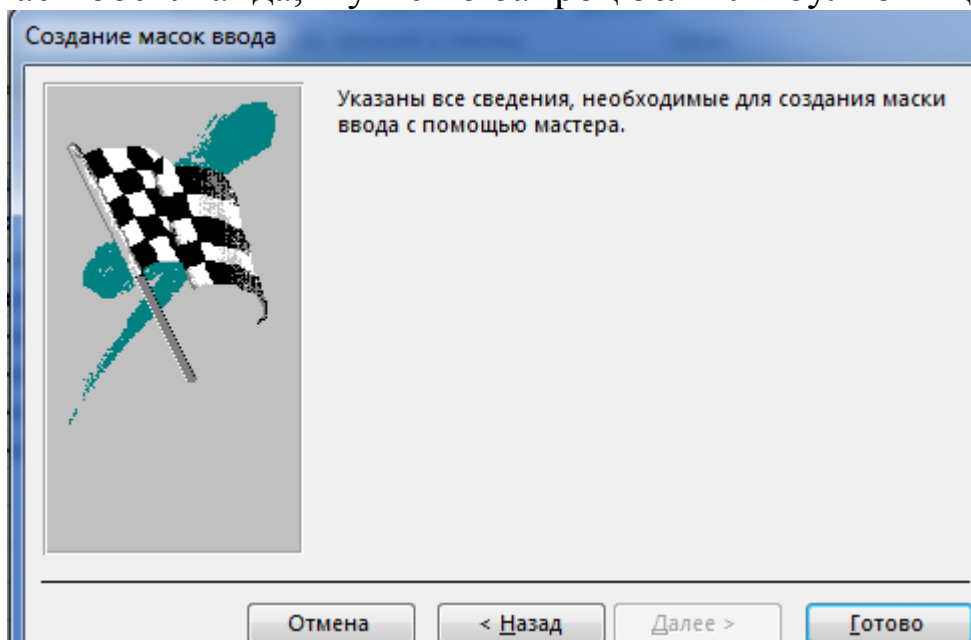 Создание масок ввода
Указаны все сведения, необходимые для создания маски
ввода с помощью мастера.
Отмена
< Назад
Далее >
Готово